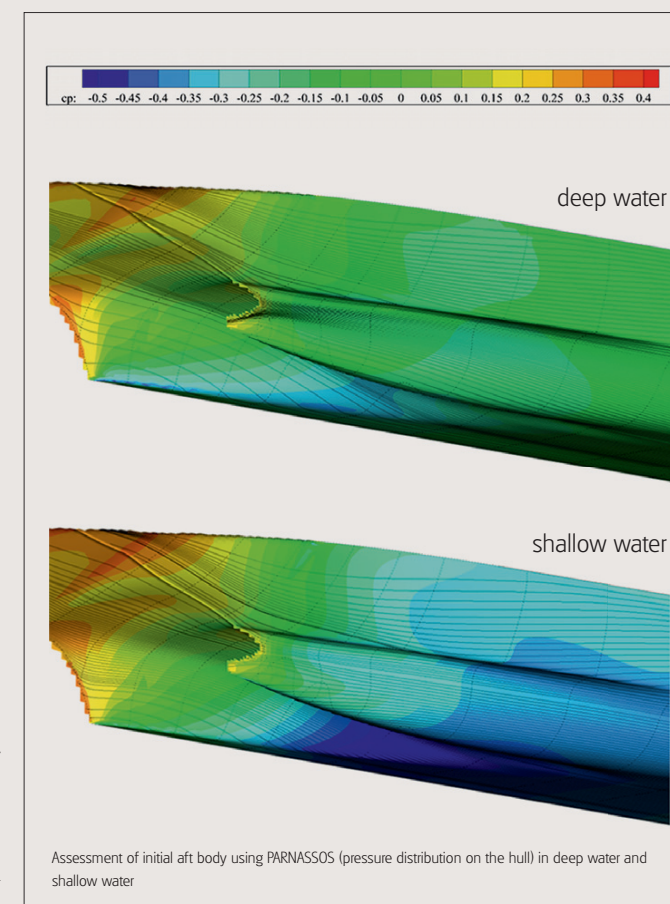 cp: -0.5 -0.45 -0.4 -0.35 -0.3 -0.25 -0.2 -0.15 -0.1 -0.05 0 0.05 0.1 0.15 0.2 0.25 0.3 0.35 0.4
deep water
shallow water
Assessment of initial aft body using PARNASSOS (pressure distribution on the hull) in deep water and
shallow water